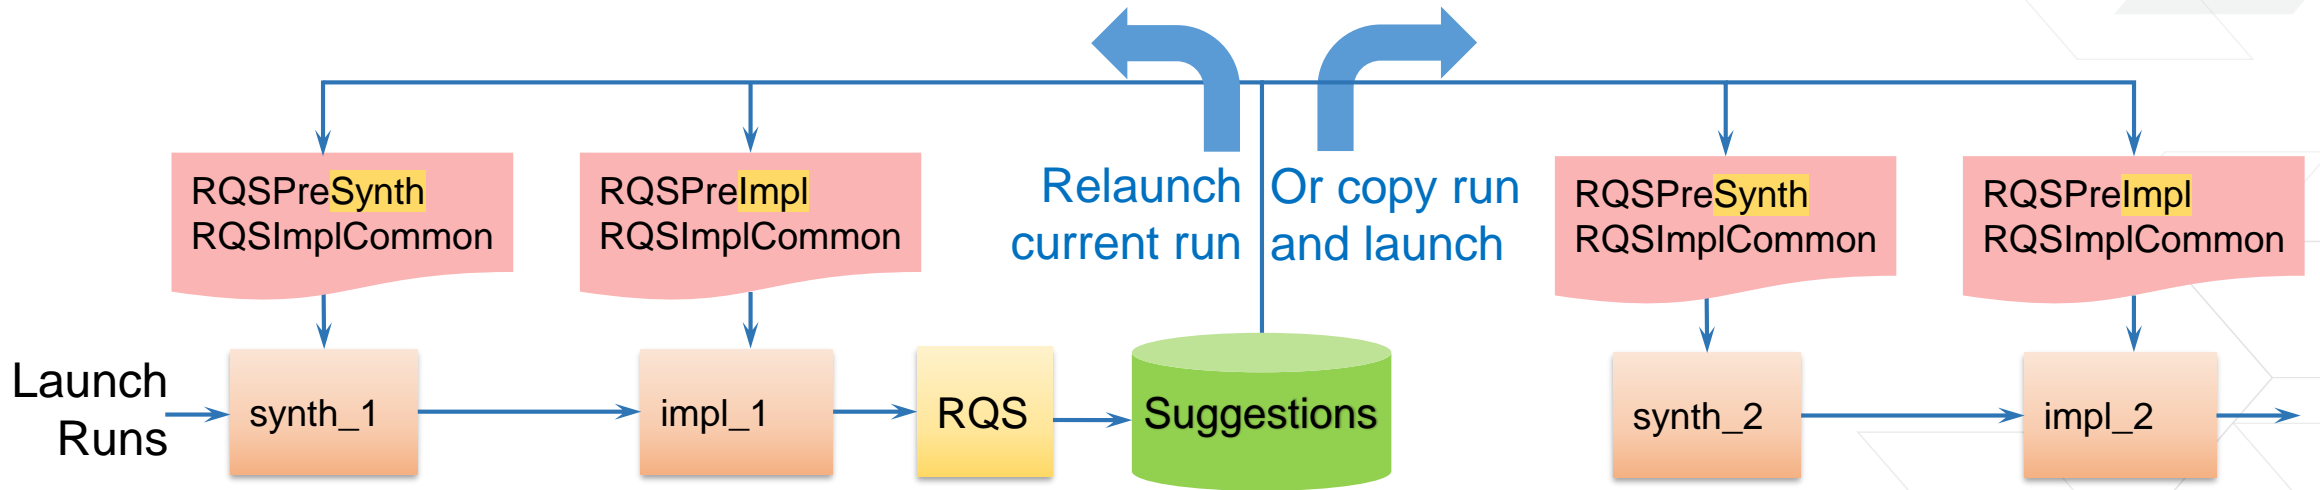 RQSPreSynth
RQSImplCommon
RQSPreImpl
RQSImplCommon
Relaunch
current run
Or copy run
and launch
RQSPreSynth
RQSImplCommon
RQSPreImpl
RQSImplCommon
Launch
Runs
synth_1
impl_1
RQS
Suggestions
synth_2
impl_2